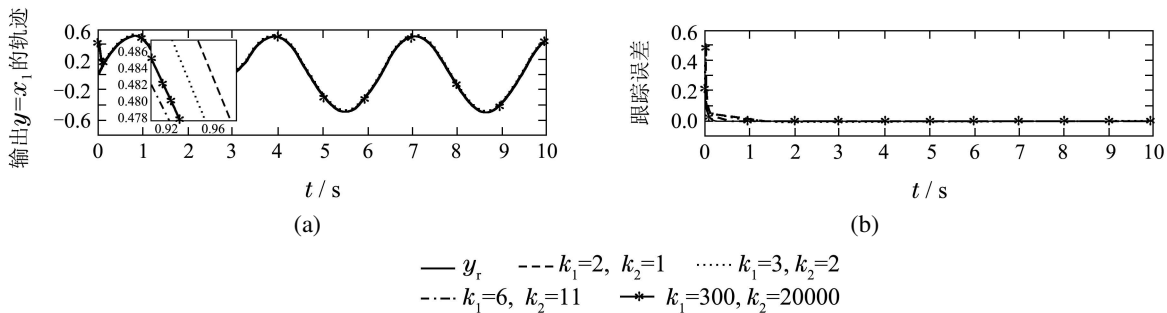 输出y=x₁的轨迹
0.6
0.2
−0.2
−0.6
0.486
0.484
0.482
0.480
0.478
0.92 0.96
0 1 2 3 4 5 6 7 8 9 10
t / s
(a)
跟踪误差
0.6
0.4
0.2
0.0
0 1 2 3 4 5 6 7 8 9 10
t / s
(b)
yᵣ k₁=2, k₂=1 k₁=3, k₂=2
k₁=6, k₂=11 k₁=300, k₂=20000